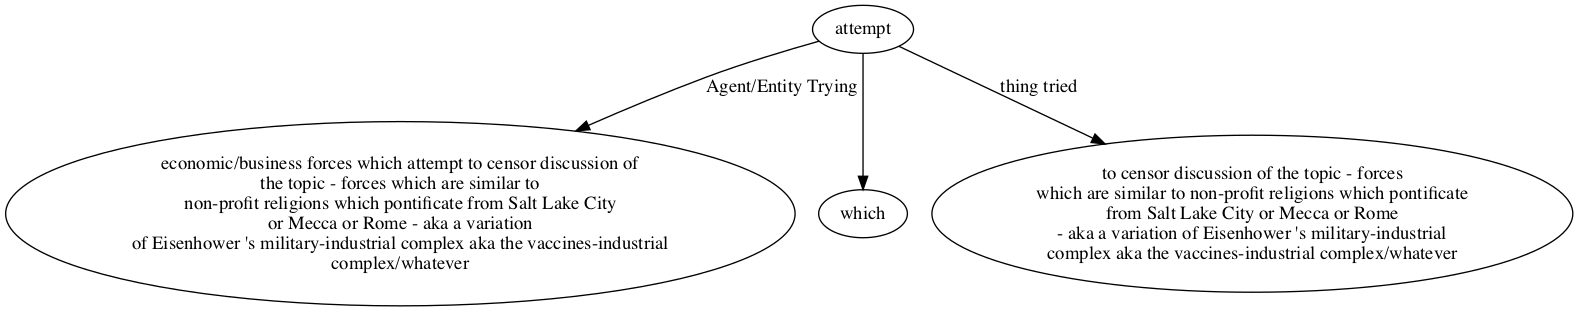 attempt
Agent/Entity Trying
thing tried
economic/business forces which attempt to censor discussion of
the topic - forces which are similar to
non-profit religions which pontificate from Salt Lake City
or Mecca or Rome - aka a variation
of Eisenhower 's military-industrial complex aka the vaccines-industrial
complex/whatever
which
to censor discussion of the topic - forces
which are similar to non-profit religions which pontificate
from Salt Lake City or Mecca or Rome
- aka a variation of Eisenhower 's military-industrial
complex aka the vaccines-industrial complex/whatever